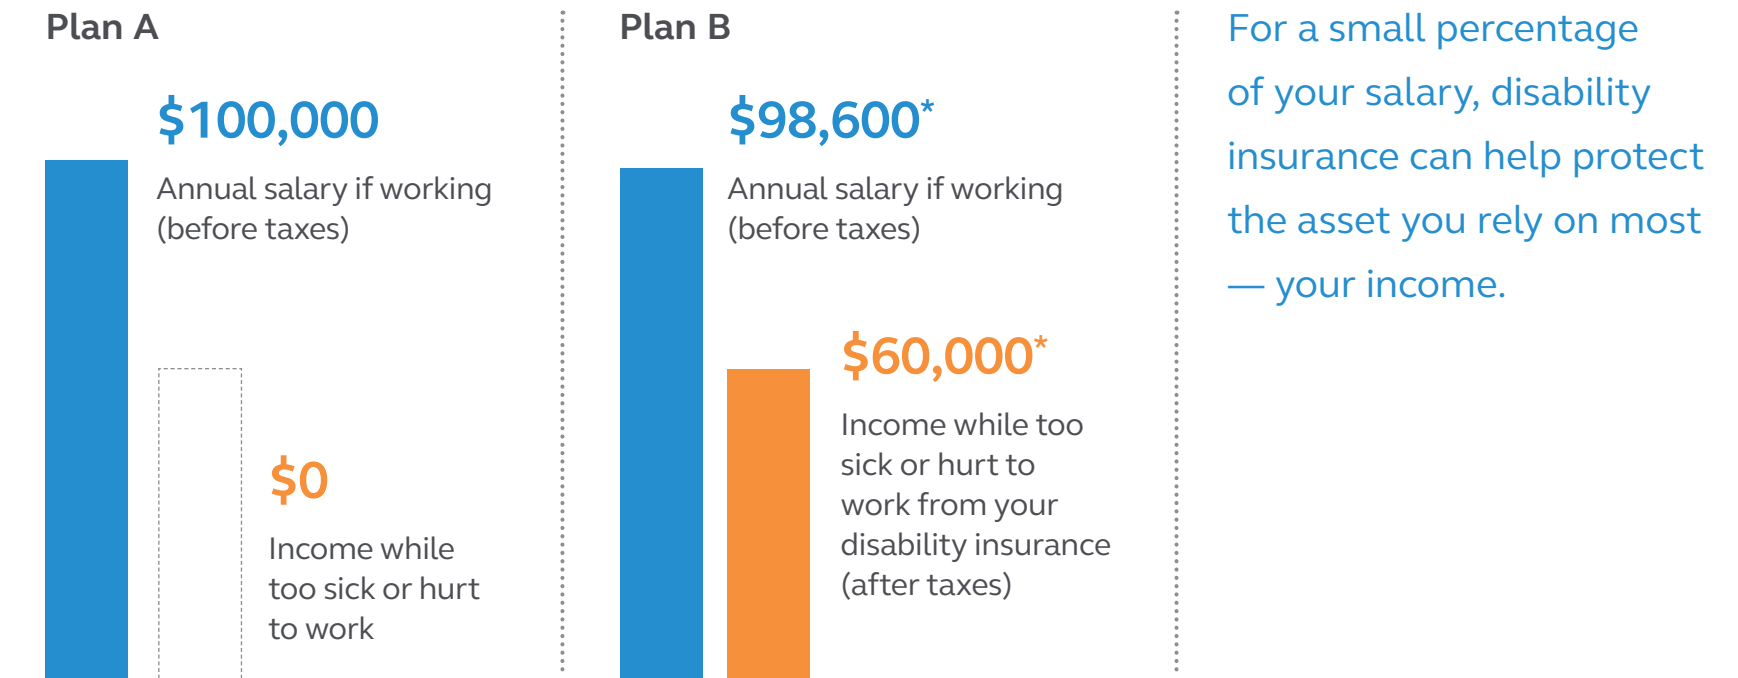 Plan A
$100,000
Annual salary if working
(before taxes)
$0
Income while
too sick or hurt
to work
Plan B
$98,600*
Annual salary if working
(before taxes)
$60,000*
Income while too
sick or hurt to
work from your
disability insurance
(after taxes)
For a small percentage
of your salary, disability
insurance can help protect
the asset you rely on most
— your income.